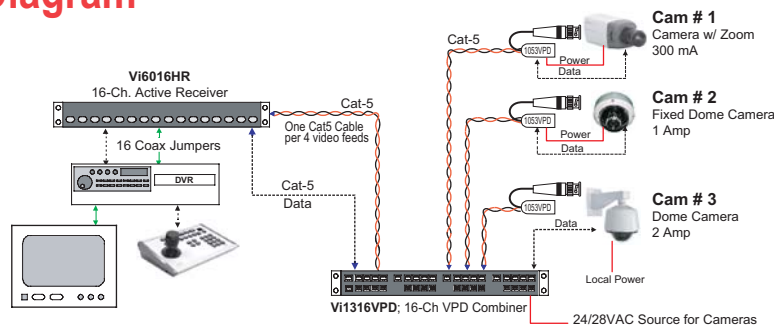 Diagram
Vi6016HR
16-Ch. Active Receiver
Cat-5
One Cat5 Cable
per 4 video feeds
16 Coax Jumpers
DVR
Cat-5
Data
Cat-5
1053VPD
Power
Data
Cam # 1
Camera w/ Zoom
300 mA
1053VPD
Power
Data
Cam # 2
Fixed Dome Camera
1 Amp
1053VPD
Data
Cam # 3
Dome Camera
2 Amp
Local Power
Vi1316VPD; 16-Ch VPD Combiner
24/28VAC Source for Cameras